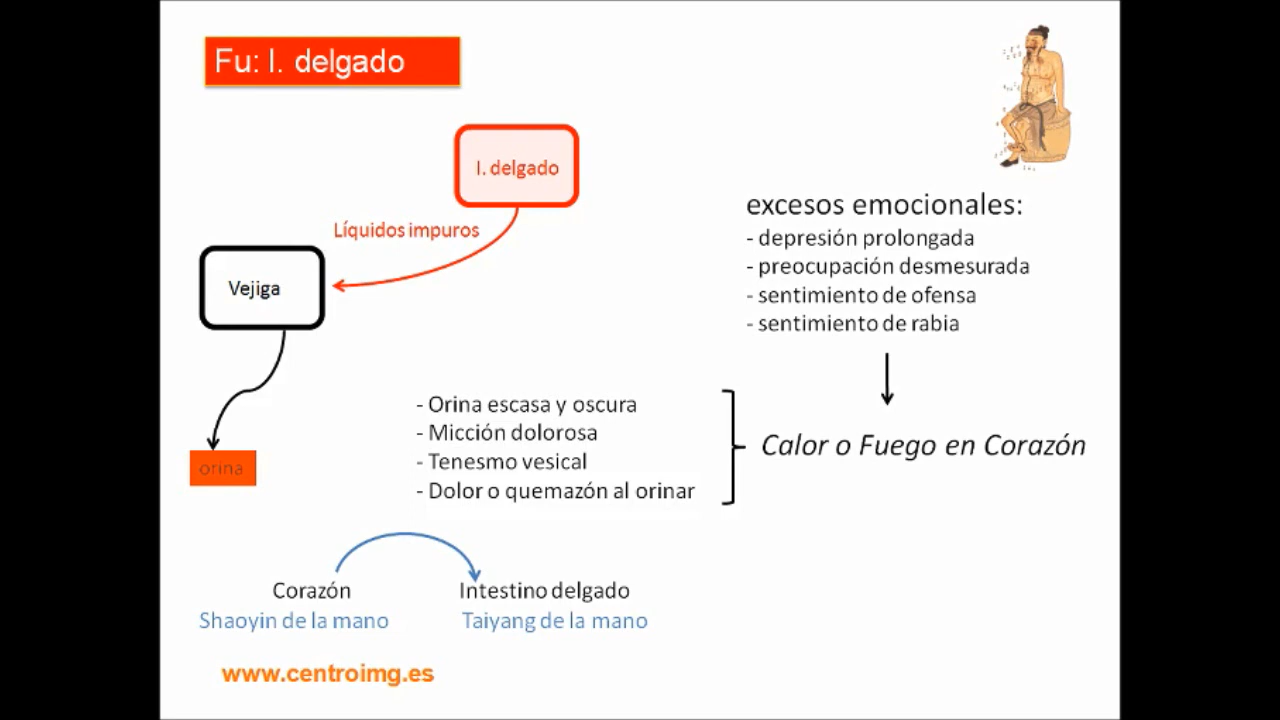 Fu: I. delgado
I. delgado
Líquidos impuros
Vejiga
orina
excesos emocionales:
- depresión prolongada
- preocupación desmesurada
- sentimiento de ofensa
- sentimiento de rabia
- Orina escasa y oscura
- Micción dolorosa
- Tenesmo vesical
- Dolor o quemazón al orinar
Calor o Fuego en Corazón
Corazón
Intestino delgado
Shaoyin de la mano
Taiyang de la mano
www.centroimg.es